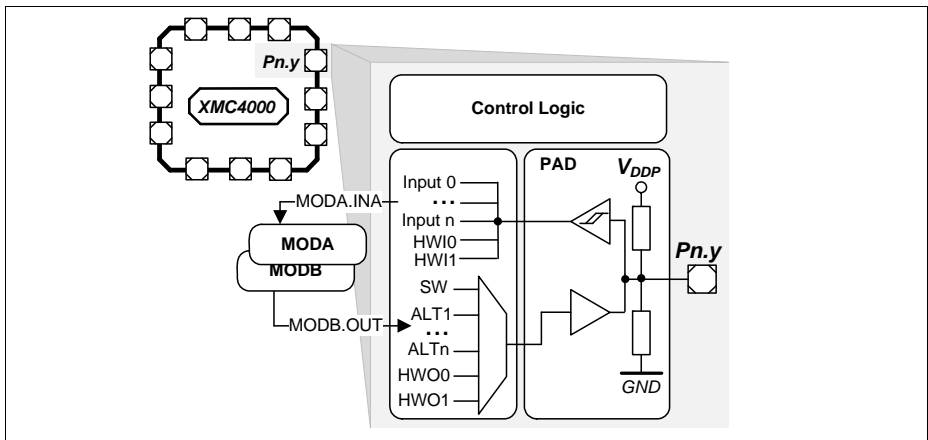 Pn.y
XMC4000
Control Logic
PAD
VDDP
Input 0
...
Input n
HWI0
HWI1
MODA.INA
MODA
MODB
MODB.OUT
SW
ALT1
...
ALTn
HWO0
HWO1
Pn.y
GND